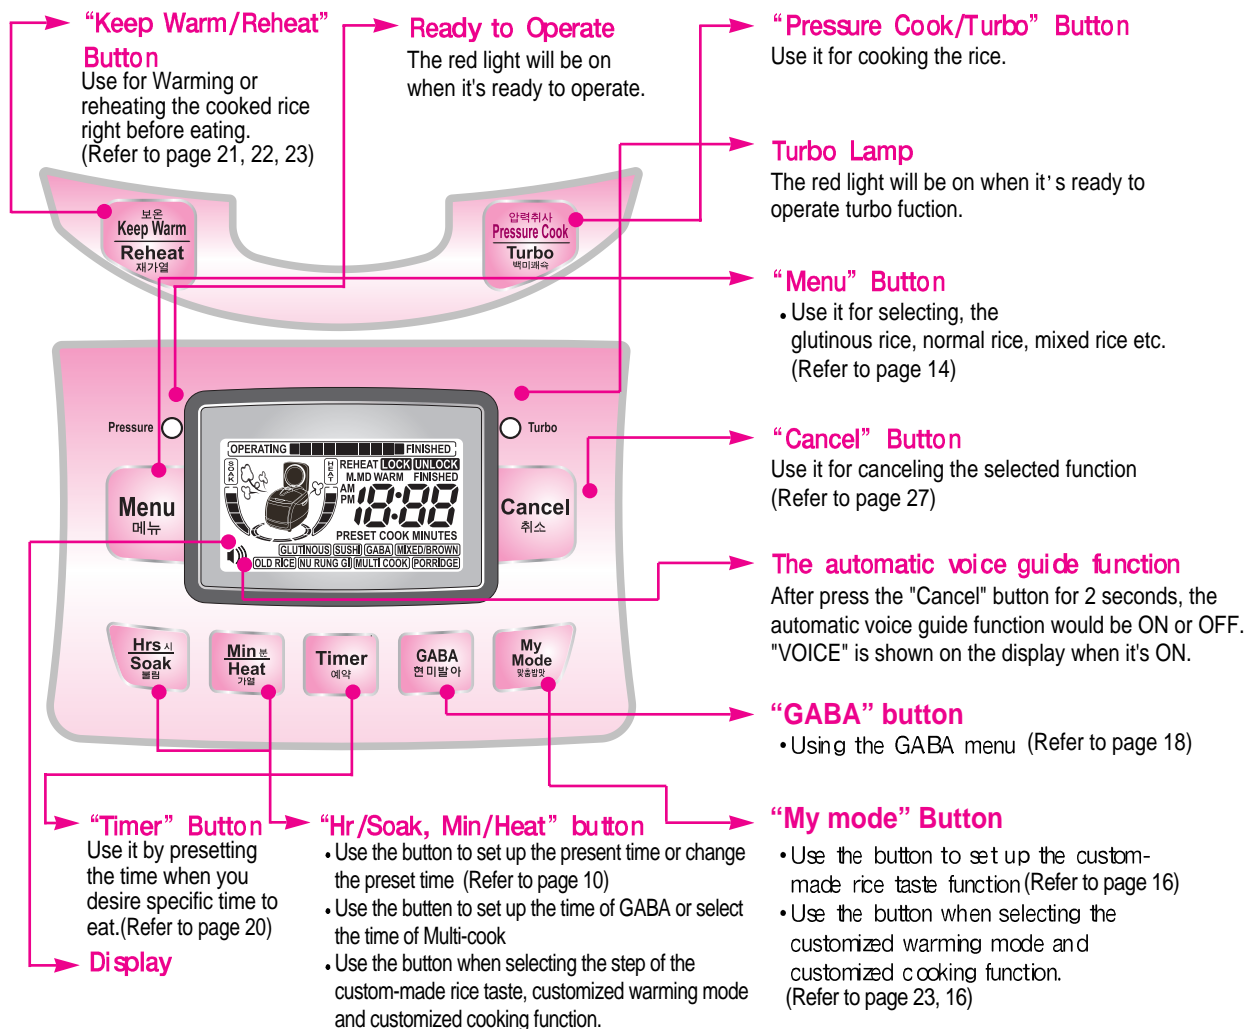 “Keep Warm/Reheat”
Button
Use for Warming or
reheating the cooked rice
right before eating.
(Refer to page 21, 22, 23)
Ready to Operate
The red light will be on
when it's ready to operate.
“Pressure Cook/Turbo” Button
Use it for cooking the rice.
Turbo Lamp
The red light will be on when it's ready to
operate turbo fuction.
“Menu” Button
• Use it for selecting, the
glutinous rice, normal rice, mixed rice etc.
(Refer to page 14)
“Cancel” Button
Use it for canceling the selected function
(Refer to page 27)
The automatic voice guide function
After press the "Cancel" button for 2 seconds, the
automatic voice guide function would be ON or OFF.
"VOICE" is shown on the display when it's ON.
“GABA” button
• Using the GABA menu (Refer to page 18)
“My mode” Button
• Use the button to set up the custom-
made rice taste function (Refer to page 16)
• Use the button when selecting the
customized warming mode and
customized cooking function.
(Refer to page 23, 16)
보온
Keep Warm
Reheat
재가열
압력취사
Pressure Cook
Turbo
백미쾌속
Pressure
Turbo
Menu
메뉴
Cancel
취소
OPERATING FINISHED
SOAK
HEAT
REHEAT LOCK UNLOCK
M.MD WARM FINISHED
AM
PM
18:88
PRESET COOK MINUTES
GLUTINOUS SUSHI GABA MIXED/BROWN
OLD RICE NU RUNG GI MULTI COOK PORRIDGE
Hrs 시
Soak
불림
Min 분
Heat
가열
Timer
예약
GABA
현미발아
My
Mode
맞춤밥맛
“Timer” Button
Use it by presetting
the time when you
desire specific time to
eat.(Refer to page 20)
Display
“Hr/Soak, Min/Heat” button
• Use the button to set up the present time or change
the preset time (Refer to page 10)
• Use the butten to set up the time of GABA or select
the time of Multi-cook
• Use the button when selecting the step of the
custom-made rice taste, customized warming mode
and customized cooking function.